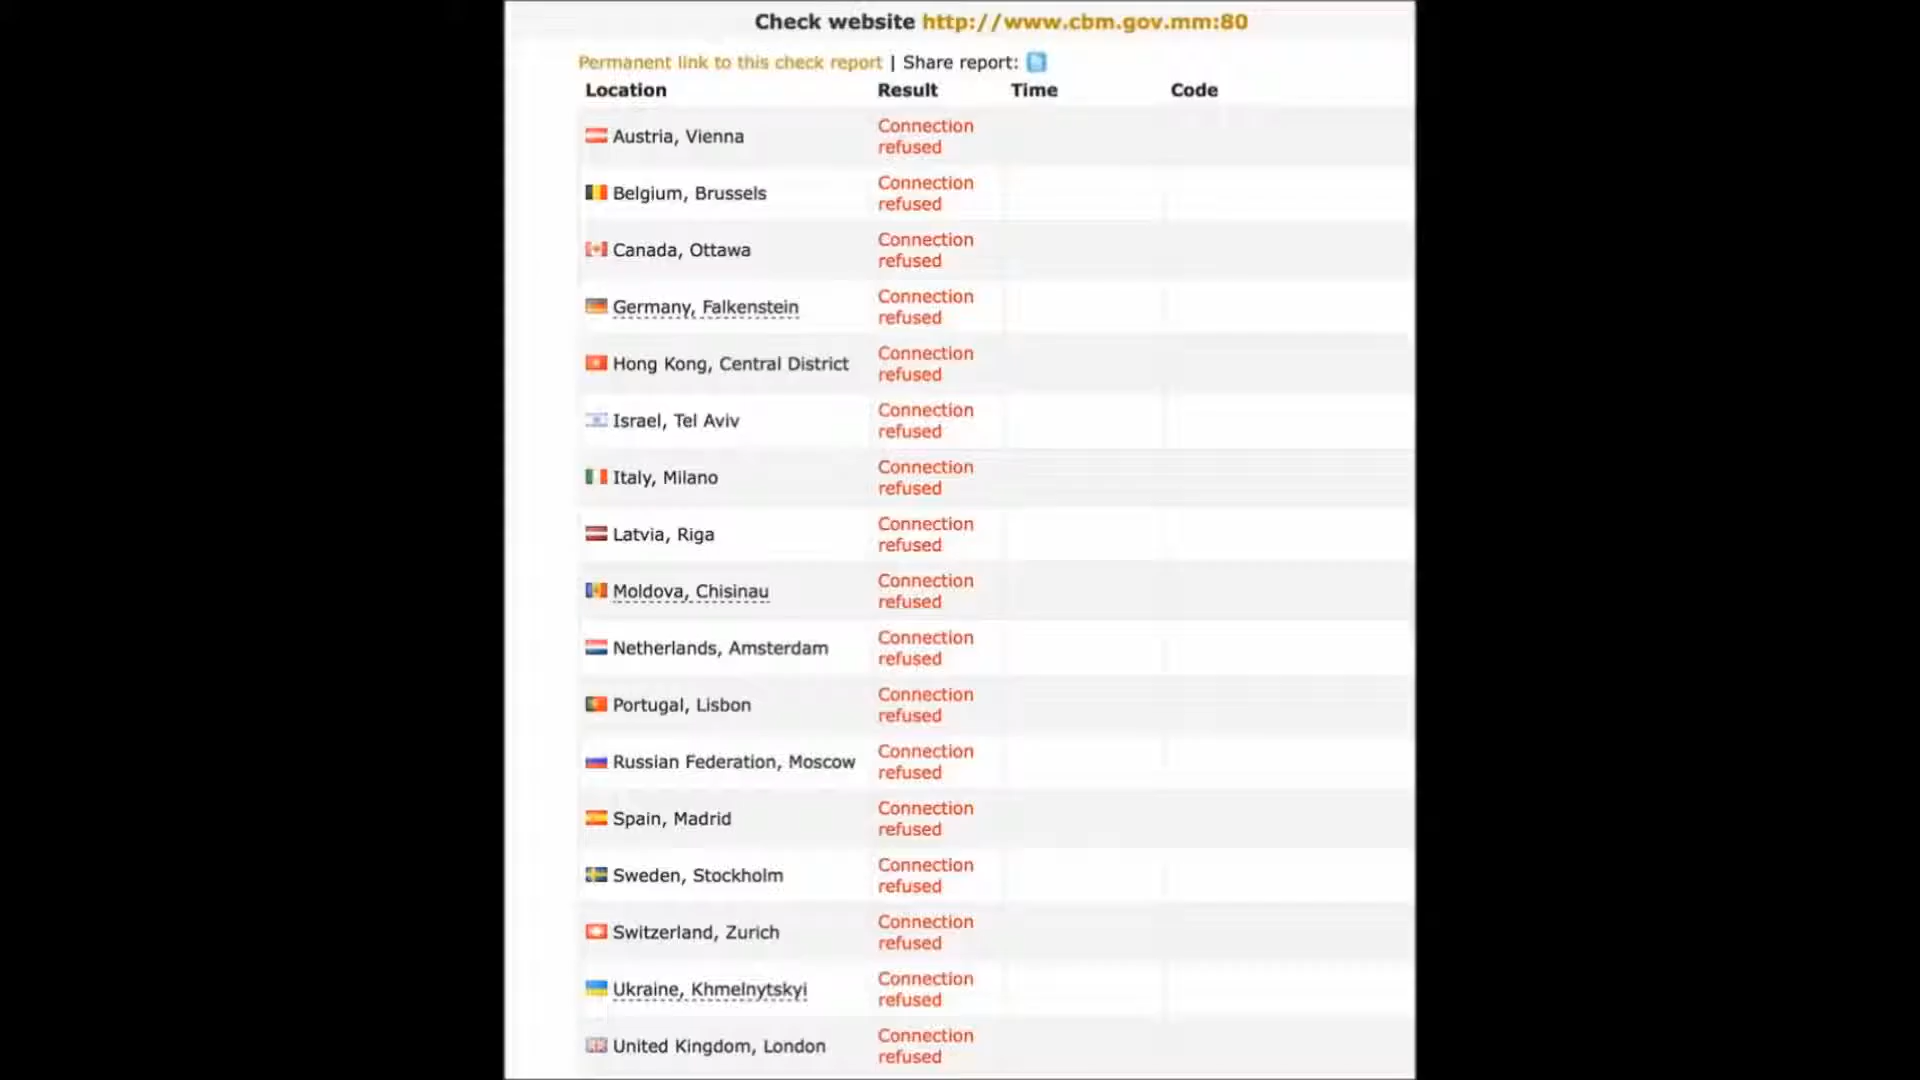 Check website http://www.cbm.gov.mm:80
Permanent link to this check report | Share report:
Location Result Time Code
Austria, Vienna Connection refused
Belgium, Brussels Connection refused
Canada, Ottawa Connection refused
Germany, Falkenstein Connection refused
Hong Kong, Central District Connection refused
Israel, Tel Aviv Connection refused
Italy, Milano Connection refused
Latvia, Riga Connection refused
Moldova, Chisinau Connection refused
Netherlands, Amsterdam Connection refused
Portugal, Lisbon Connection refused
Russian Federation, Moscow Connection refused
Spain, Madrid Connection refused
Sweden, Stockholm Connection refused
Switzerland, Zurich Connection refused
Ukraine, Khmelnytskyi Connection refused
United Kingdom, London Connection refused